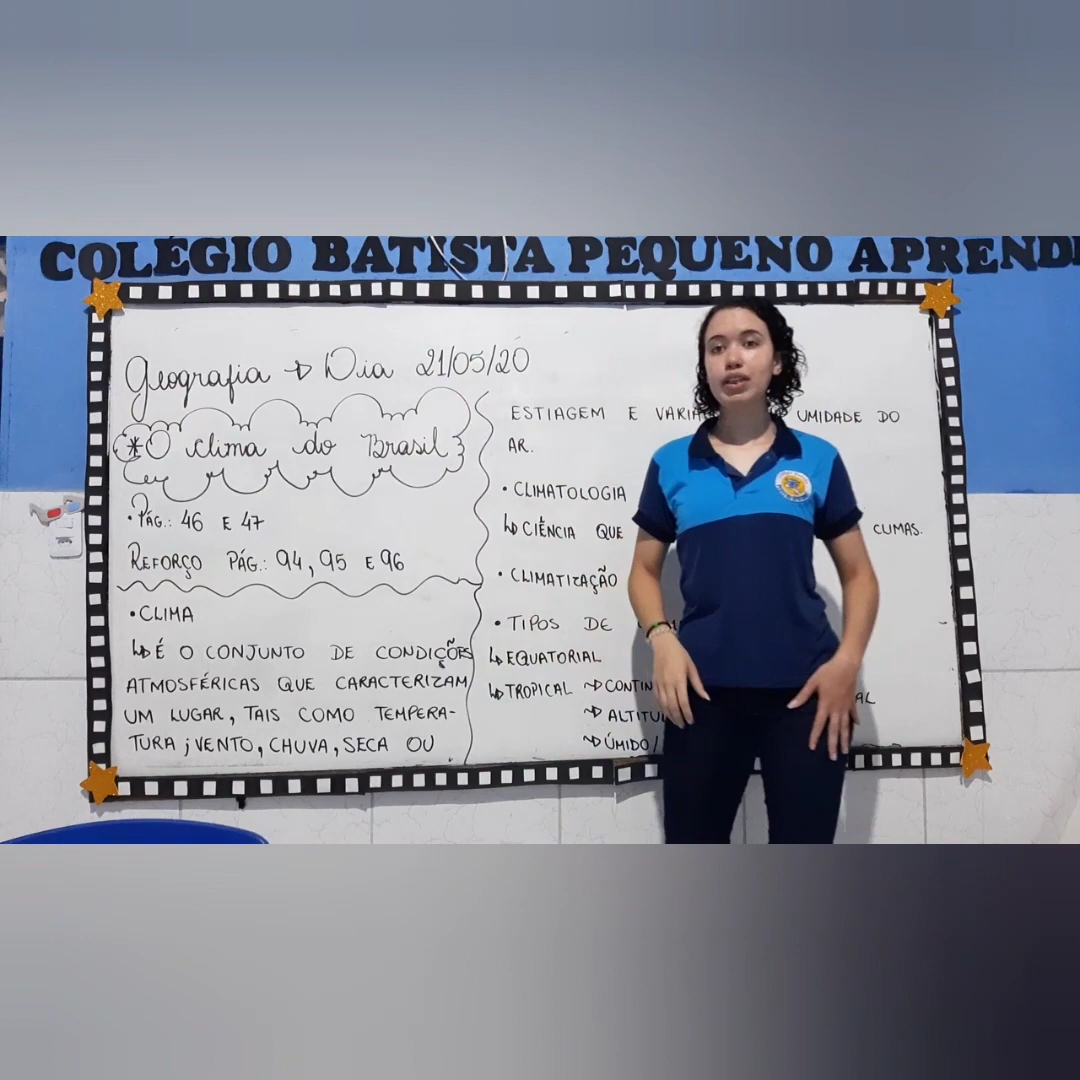 COLÉGIO BATISTA PEQUENO APREND
Geografia → Dia 21/05/20
* O clima do Brasil
• PÁG.: 46 E 47
REFORÇO PÁG.: 94, 95 E 96
• CLIMA
↳ É O CONJUNTO DE CONDIÇÕES
ATMOSFÉRICAS QUE CARACTERIZAM
UM LUGAR, TAIS COMO TEMPERA-
TURA ; VENTO, CHUVA, SECA OU
ESTIAGEM E UMIDADE DO
AR.
• CLIMATOLOGIA
↳ CIÊNCIA QUE CLIMAS.
• CLIMATIZAÇÃO
• TIPOS DE
↳ EQUATORIAL
↳ TROPICAL ~> CONTIN
~> ALTITU
~> ÚMIDO/